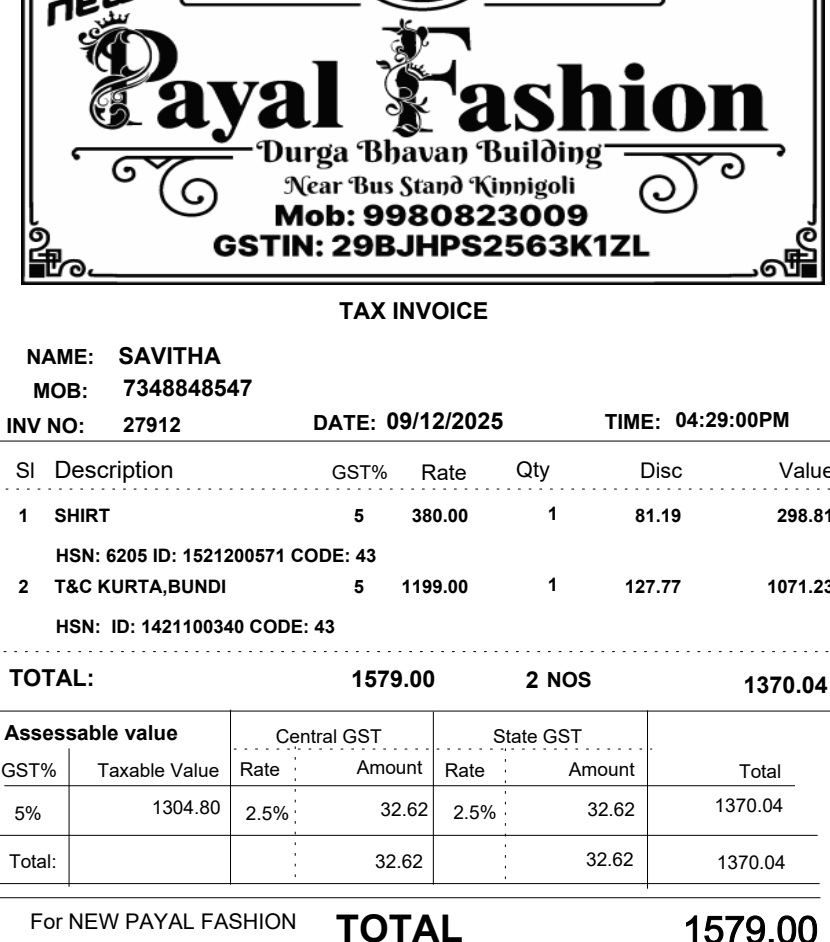 new
Payal Fashion
Durga Bhavan Building
Near Bus Stand Kinnigoli
Mob: 9980823009
GSTIN: 29BJHPS2563K1ZL
TAX INVOICE
NAME: SAVITHA
MOB: 7348848547
INV NO: 27912 DATE: 09/12/2025 TIME: 04:29:00PM
Sl Description GST% Rate Qty Disc Value
1 SHIRT 5 380.00 1 81.19 298.81
HSN: 6205 ID: 1521200571 CODE: 43
2 T&C KURTA,BUNDI 5 1199.00 1 127.77 1071.23
HSN: ID: 1421100340 CODE: 43
TOTAL: 1579.00 2 NOS 1370.04
Assessable value Central GST State GST
GST% Taxable Value Rate Amount Rate Amount Total
5% 1304.80 2.5% 32.62 2.5% 32.62 1370.04
Total: 32.62 32.62 1370.04
For NEW PAYAL FASHION TOTAL 1579.00